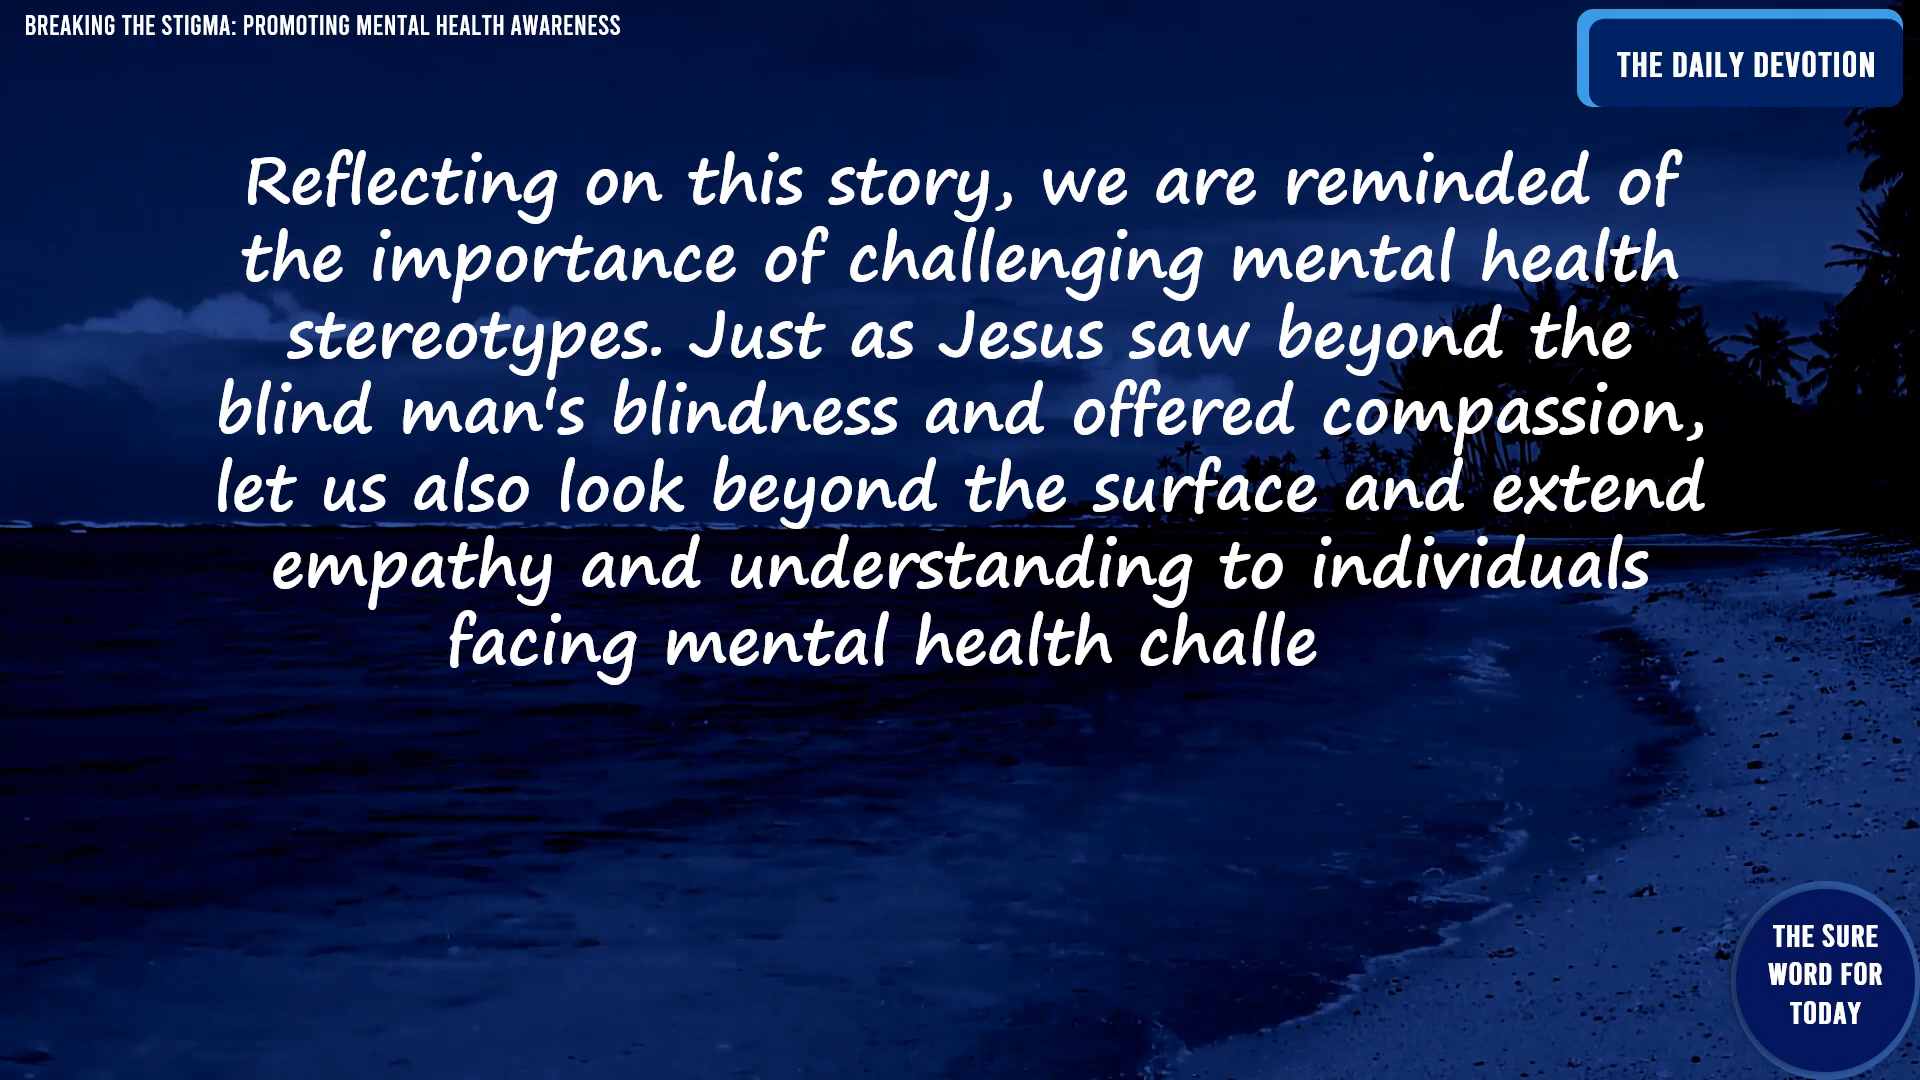 BREAKING THE STIGMA: PROMOTING MENTAL HEALTH AWARENESS
THE DAILY DEVOTION
Reflecting on this story, we are reminded of
the importance of challenging mental health
stereotypes. Just as Jesus saw beyond the
blind man's blindness and offered compassion,
let us also look beyond the surface and extend
empathy and understanding to individuals
facing mental health challe
THE SURE
WORD FOR
TODAY